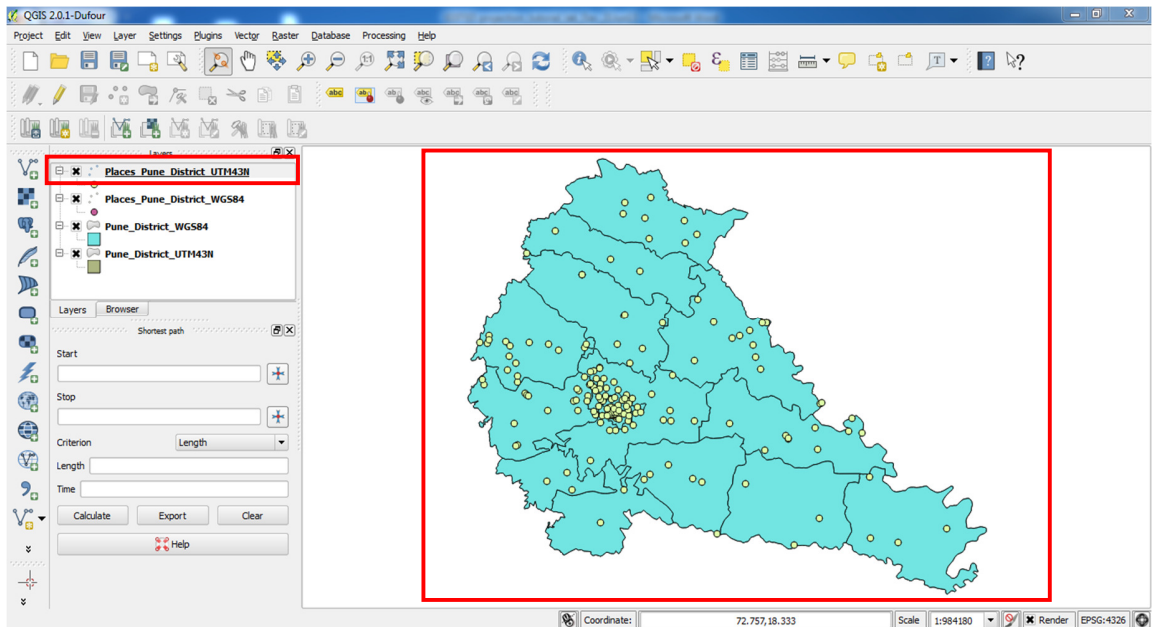 QGIS 2.0.1-Dufour
Project Edit View Layer Settings Plugins Vector Raster Database Processing Help
Layers
Places_Pune_District_UTM43N
Places_Pune_District_WGS84
Pune_District_WGS84
Pune_District_UTM43N
Layers Browser
Shortest path
Start
Stop
Criterion Length
Length
Time
Calculate Export Clear
Help
Coordinate: 72.757,18.333 Scale 1:984180 Render EPSG:4326